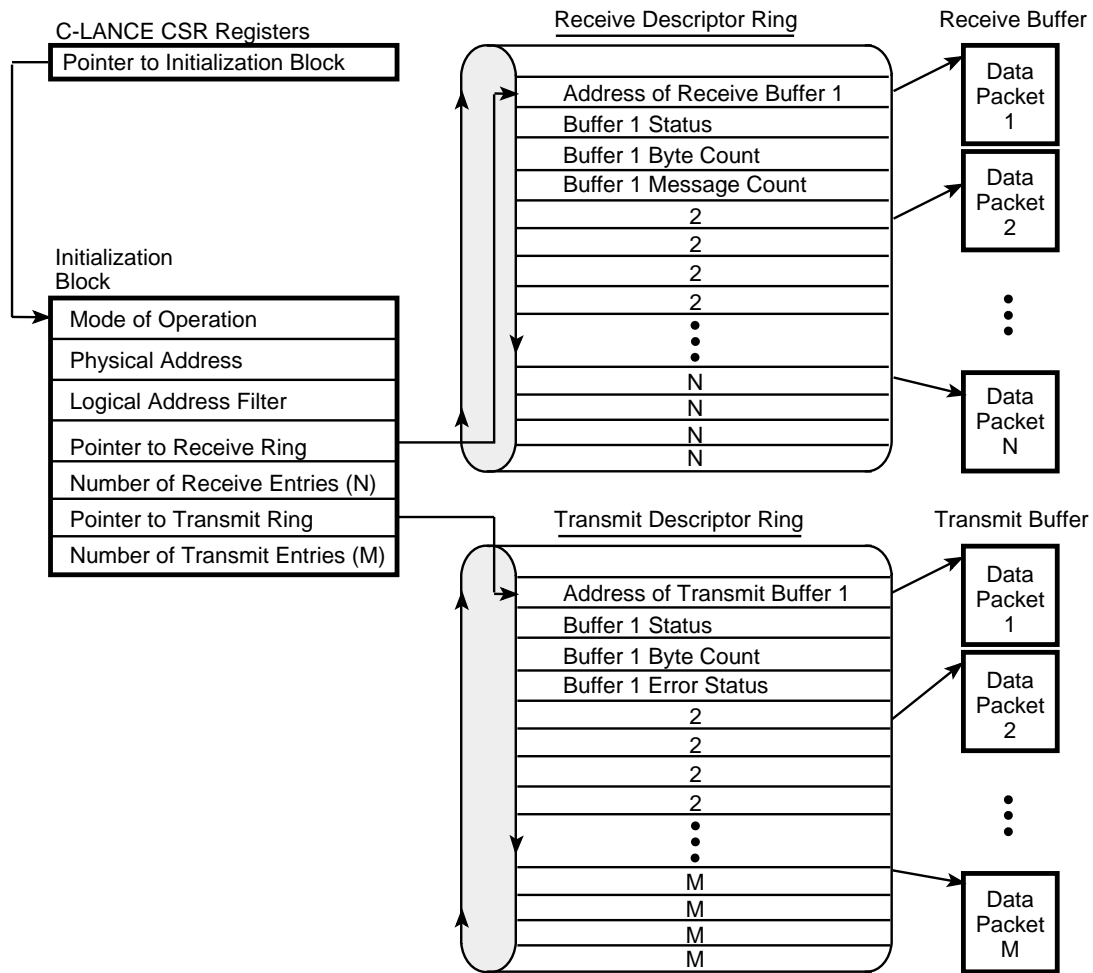 C-LANCE CSR Registers
Pointer to Initialization Block
Initialization
Block
Mode of Operation
Physical Address
Logical Address Filter
Pointer to Receive Ring
Number of Receive Entries (N)
Pointer to Transmit Ring
Number of Transmit Entries (M)
Receive Descriptor Ring
Address of Receive Buffer 1
Buffer 1 Status
Buffer 1 Byte Count
Buffer 1 Message Count
2
2
2
2
N
N
N
N
Receive Buffer
Data
Packet
1
Data
Packet
2
Data
Packet
N
Transmit Descriptor Ring
Address of Transmit Buffer 1
Buffer 1 Status
Buffer 1 Byte Count
Buffer 1 Error Status
2
2
2
2
M
M
M
M
Transmit Buffer
Data
Packet
1
Data
Packet
2
Data
Packet
M